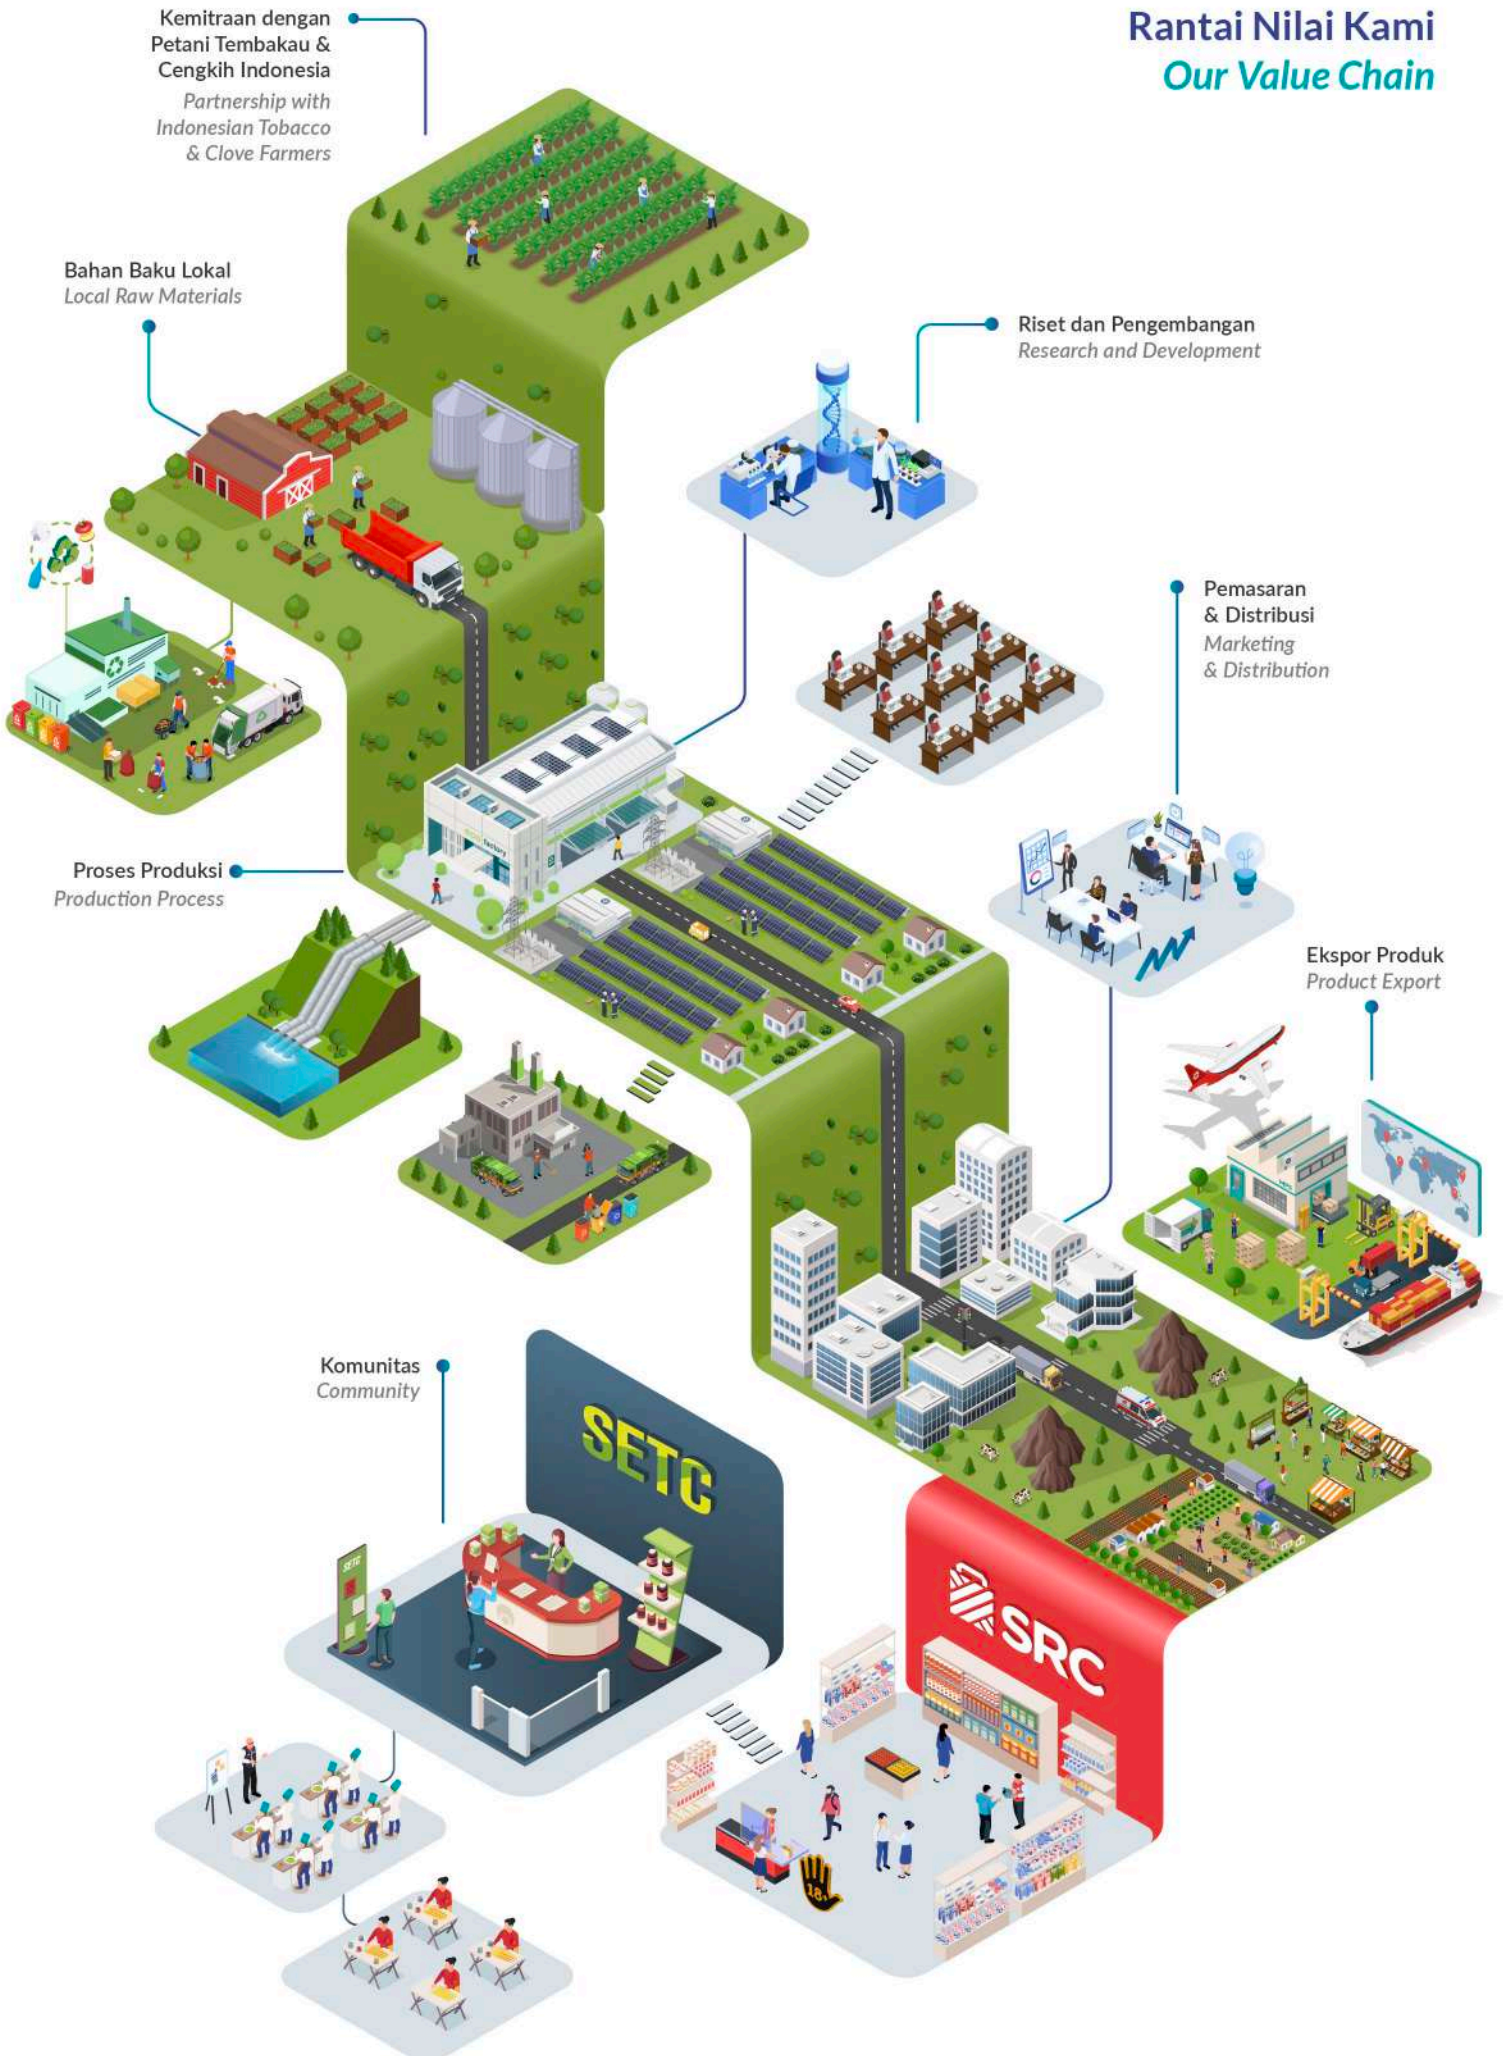 Rantai Nilai Kami
Our Value Chain
Kemitraan dengan
Petani Tembakau &
Cengkih Indonesia
Partnership with
Indonesian Tobacco
& Clove Farmers
Bahan Baku Lokal
Local Raw Materials
Riset dan Pengembangan
Research and Development
Pemasaran
& Distribusi
Marketing
& Distribution
factory
Proses Produksi
Production Process
Ekspor Produk
Product Export
Komunitas
Community
SETC
SETC
SRC
18+